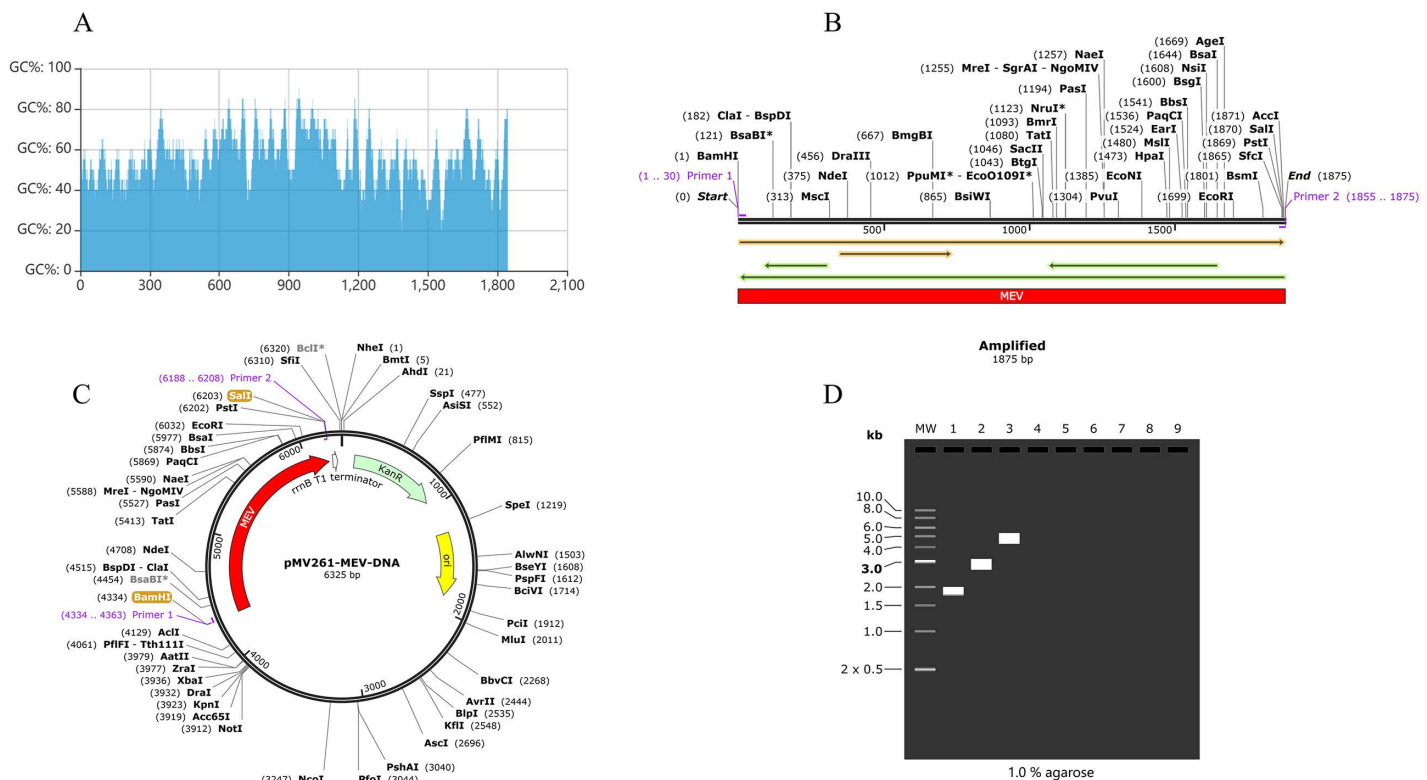 A
GC%: 100
GC%: 80
GC%: 60
GC%: 40
GC%: 20
GC%: 0
0
300
600
900
1,200
1,500
1,800
2,100
B
(1669) AgeI
(1257) NaeI
(1644) BsaI
(1255) MreI - SgrAI - NgoMIV
(1608) NsiI
(1600) BsgI
(1194) PasI
(1541) BbsI
(1123) NruI*
(1536) PaqCI
(1871) AccI
(182) ClaI - BspDI
(1093) BmrI
(1524) EarI
(1870) SalI
(121) BsaBI*
(667) BmgBI
(1080) TatI
(1480) MslI
(1869) PstI
(1046) SacII
(1) BamHI
(456) DraIII
(1043) BtgI
(1473) HpaI
(1865) SfcI
(1 .. 30) Primer 1
(375) NdeI
(1012) PpuMI* - EcoO109I*
(1385) EcoNI
(1801) BsmI
End (1875)
(0) Start
(313) MscI
(865) BsiWI
(1304) PvuI
(1699) EcoRI
Primer 2 (1855 .. 1875)
500
1000
1500
MEV
Amplified
1875 bp
C
(6320) BclI*
(6310) SfiI
(6188 .. 6208) Primer 2
(6203) SalI
(6202) PstI
(6032) EcoRI
(5977) BsaI
(5874) BbsI
(5869) PaqCI
(5590) NaeI
(5588) MreI - NgoMIV
(5527) PasI
(5413) TatI
(4708) NdeI
(4515) BspDI - ClaI
(4454) BsaBI*
(4334) BamHI
(4334 .. 4363) Primer 1
(4129) AclI
(4061) PflFI - Tth111I
(3979) AatII
(3977) ZraI
(3936) XbaI
(3932) DraI
(3923) KpnI
(3919) Acc65I
(3912) NotI
(3247) NcoI
NheI (1)
BmtI (5)
AhdI (21)
SspI (477)
AsiSI (552)
PflMI (815)
SpeI (1219)
AlwNI (1503)
BseYI (1608)
PspFI (1612)
BciVI (1714)
PciI (1912)
MluI (2011)
BbvCI (2268)
AvrII (2444)
BlpI (2535)
KflI (2548)
AscI (2696)
PshAI (3040)
PfoI (3044)
1000
2000
3000
4000
5000
6000
MEV
rrnB T1 terminator
KanR
ori
pMV261-MEV-DNA
6325 bp
D
kb
MW 1 2 3 4 5 6 7 8 9
10.0
8.0
6.0
5.0
4.0
3.0
2.0
1.5
1.0
2 x 0.5
1.0 % agarose